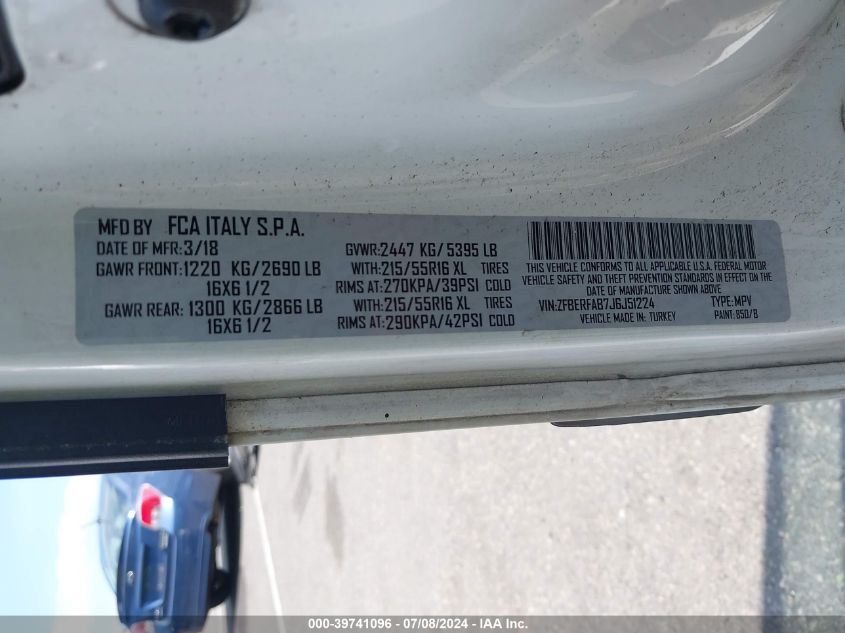 MFD BY FCA ITALY S.P.A.
DATE OF MFR:3/18 GVWR:2447 KG/5395 LB
GAWR FRONT:1220 KG/2690 LB WITH:215/55R16 XL TIRES
16X6 1/2 RIMS AT:270KPA/39PSI COLD
GAWR REAR:1300 KG/2866 LB WITH:215/55R16 XL TIRES
16X6 1/2 RIMS AT:290KPA/42PSI COLD
THIS VEHICLE CONFORMS TO ALL APPLICABLE U.S.A. FEDERAL MOTOR
VEHICLE SAFETY AND THEFT PREVENTION STANDARDS IN EFFECT ON THE
DATE OF MANUFACTURE SHOWN ABOVE
VIN:ZFBERFAB7J6J51224 TYPE:MPV
VEHICLE MADE IN: TURKEY PAINT:850/B
000-39741096 - 07/08/2024 - IAA Inc.